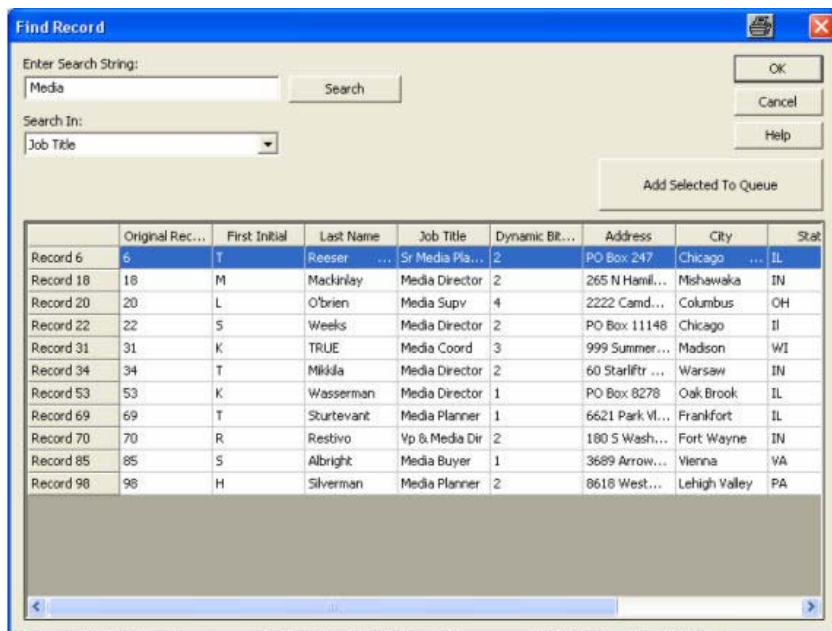 Find Record
Enter Search String:
Media
Search
Search In:
Job Title
OK
Cancel
Help
Add Selected To Queue
Original Rec... First Initial Last Name Job Title Dynamic Bit... Address City Stat
Record 6 6 T Reeser ... Sr Media Pla... 2 PO Box 247 Chicago ... IL
Record 18 18 M Mackinlay Media Director 2 265 N Hamil... Mishawaka IN
Record 20 20 L O'brien Media Supv 4 2222 Camd... Columbus OH
Record 22 22 S Weeks Media Director 2 PO Box 11148 Chicago Il
Record 31 31 K TRUE Media Coord 3 999 Summer... Madison WI
Record 34 34 T Mikkila Media Director 2 60 Starliftr ... Warsaw IN
Record 53 53 K Wasserman Media Director 1 PO Box 8278 Oak Brook IL
Record 69 69 T Sturtevant Media Planner 1 6621 Park Vl... Frankfort IL
Record 70 70 R Restivo Vp & Media Dir 2 180 S Wash... Fort Wayne IN
Record 85 85 S Albright Media Buyer 1 3689 Arrow... Vienna VA
Record 98 98 H Silverman Media Planner 2 8618 West... Lehigh Valley PA